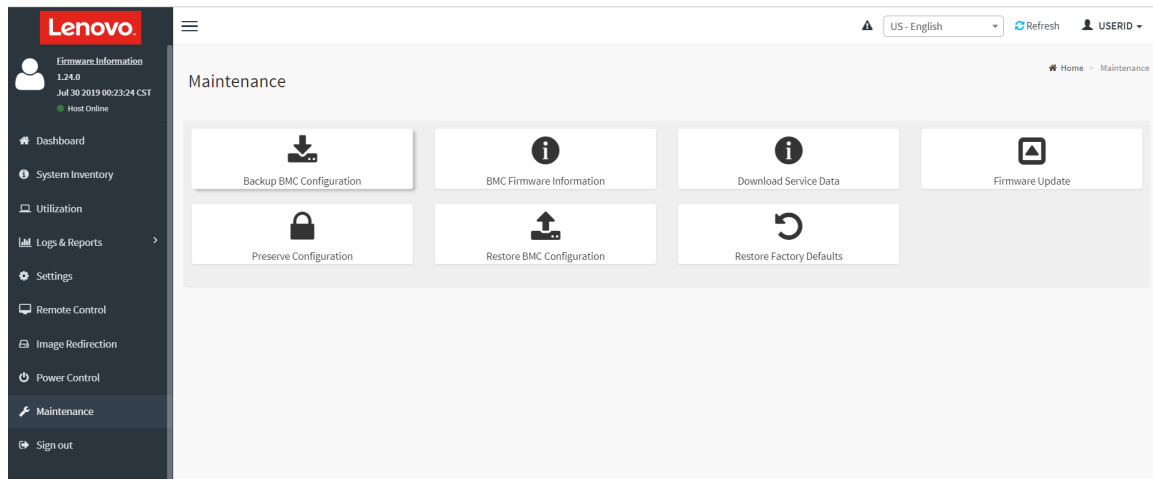 Lenovo
US - English
Refresh
USERID
Firmware Information
1.24.0
Jul 30 2019 00:23:24 CST
Host Online
Maintenance
Home > Maintenance
Dashboard
System Inventory
Utilization
Logs & Reports
Settings
Remote Control
Image Redirection
Power Control
Maintenance
Sign out
Backup BMC Configuration
BMC Firmware Information
Download Service Data
Firmware Update
Preserve Configuration
Restore BMC Configuration
Restore Factory Defaults